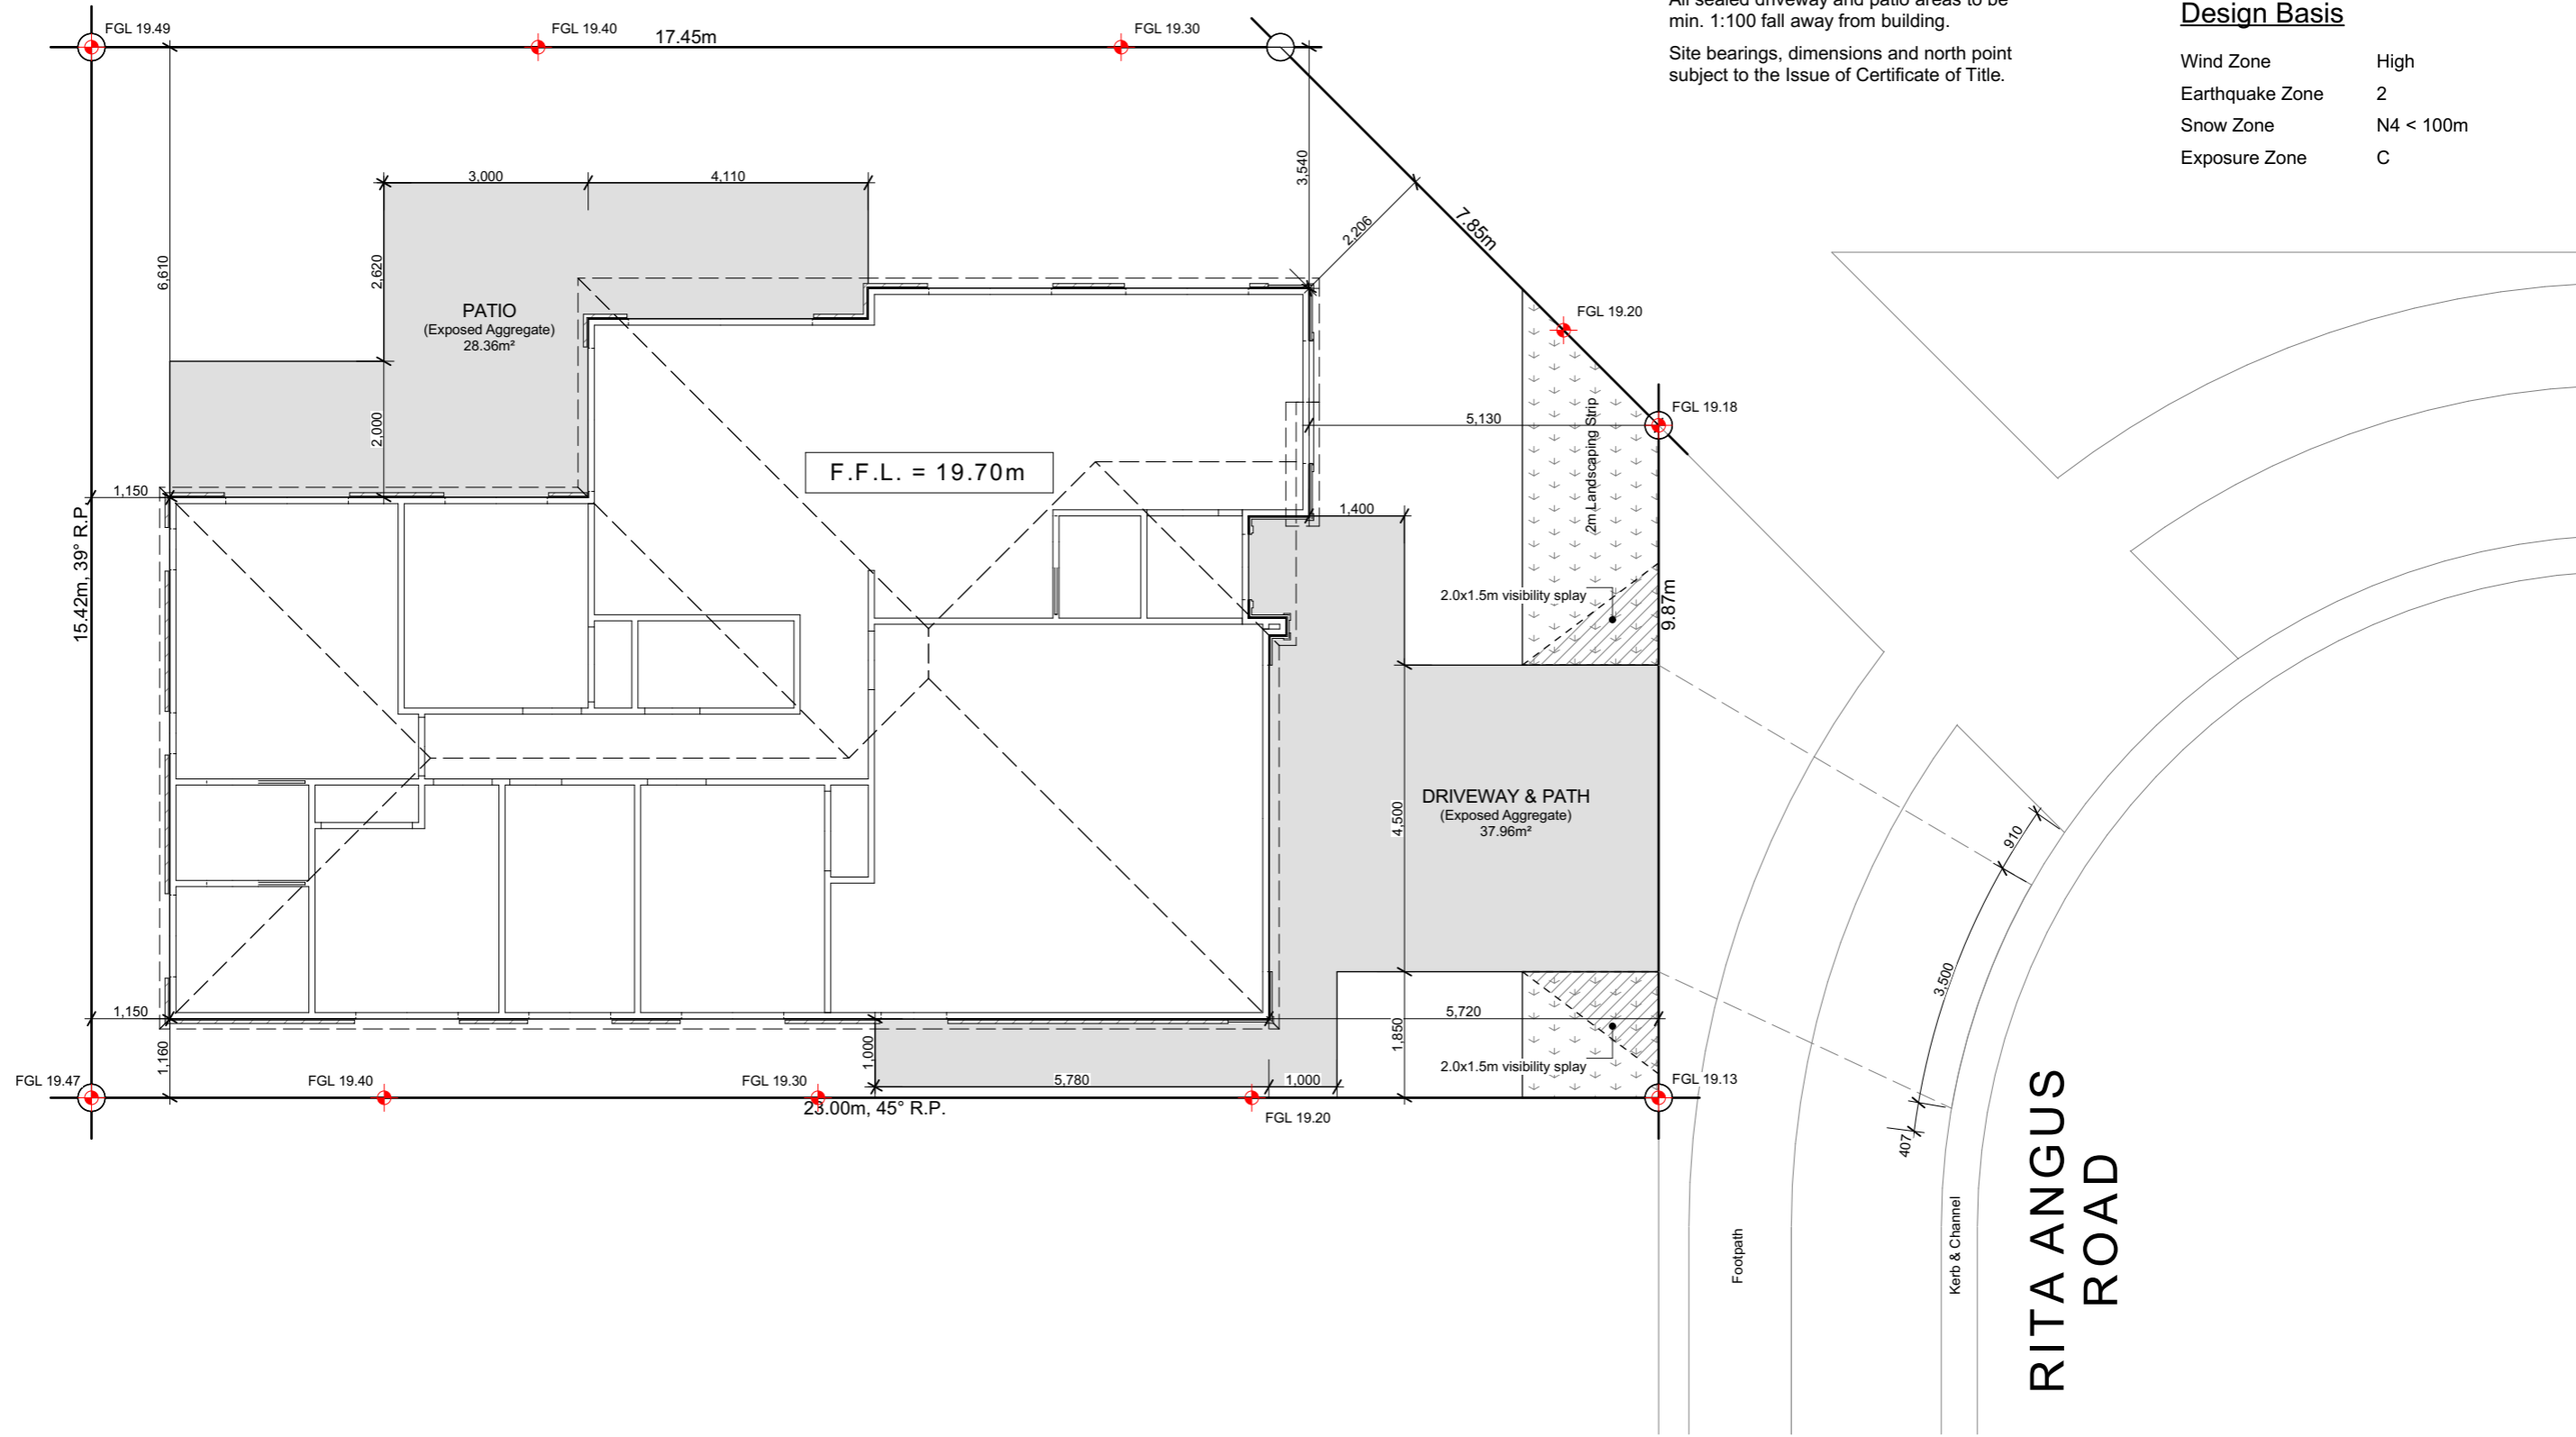 All sealed driveway and patio areas to be
min. 1:100 fall away from building.
Site bearings, dimensions and north point
subject to the Issue of Certificate of Title.
Design Basis
Wind Zone High
Earthquake Zone 2
Snow Zone N4 < 100m
Exposure Zone C
FGL 19.49
FGL 19.40
17.45m
FGL 19.30
3,000
4,110
3,540
2,206
7.85m
6,610
2,620
PATIO
(Exposed Aggregate)
28.36m²
FGL 19.20
2,000
5,130
2m Landscaping Strip
FGL 19.18
F.F.L. = 19.70m
1,150
1,400
15.42m, 39° R.P.
2.0x1.5m visibility splay
9.87m
DRIVEWAY & PATH
(Exposed Aggregate)
37.96m²
4,500
910
3,500
407
1,150
5,720
1,160
1,000
1,850
2.0x1.5m visibility splay
FGL 19.47
FGL 19.40
FGL 19.30
5,780
1,000
FGL 19.13
23.00m, 45° R.P.
FGL 19.20
Footpath
Kerb & Channel
RITA ANGUS
ROAD